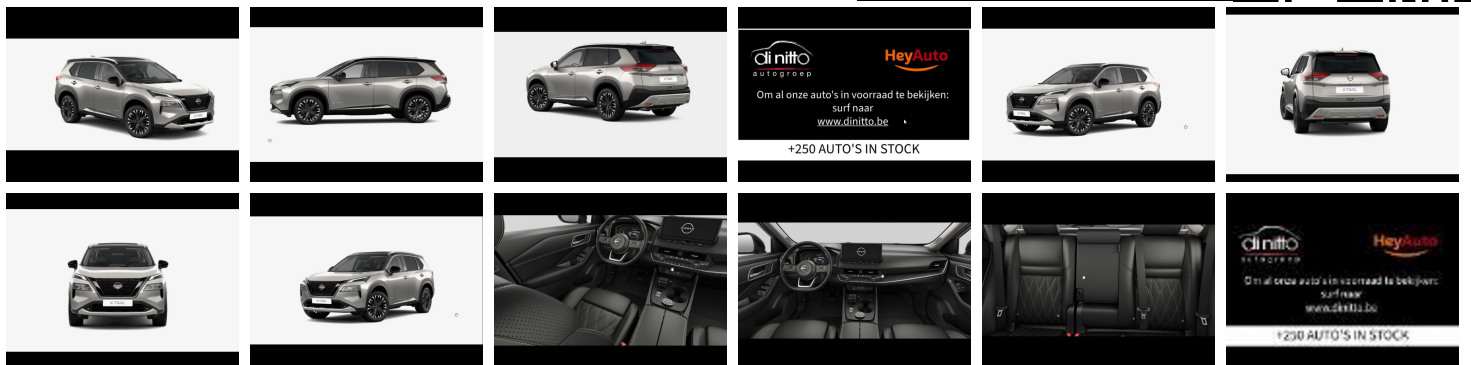 di nitto
autogroep
HeyAuto
Om al onze auto's in voorraad te bekijken:
surf naar
www.dinitto.be
+250 AUTO'S IN STOCK
X-TRAIL
di nitto
autogroep
HeyAuto
Om al onze auto's in voorraad te bekijken:
surf naar
www.dinitto.be
+250 AUTO'S IN STOCK